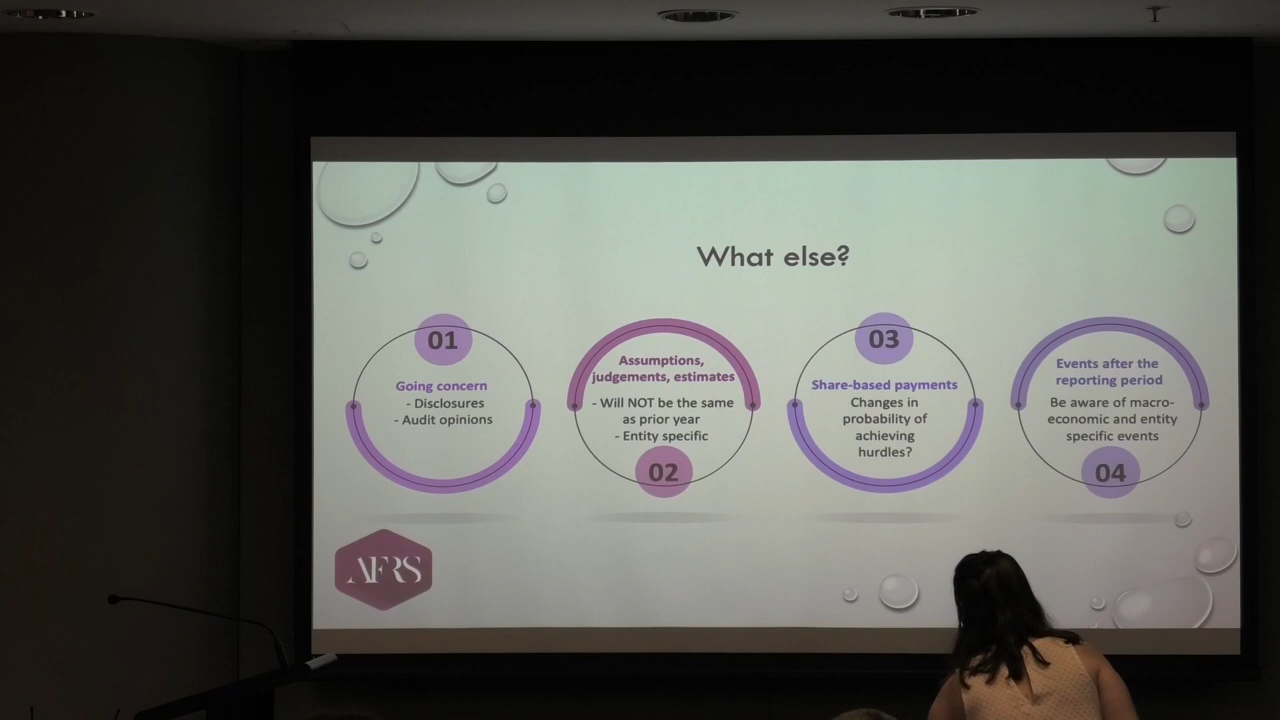 What else?
01
Going concern
- Disclosures
- Audit opinions
Assumptions,
judgements, estimates
- Will NOT be the same
as prior year
- Entity specific
02
03
Share-based payments
Changes in
probability of
achieving
hurdles?
Events after the
reporting period
Be aware of macro-
economic and entity
specific events
04
AFRS